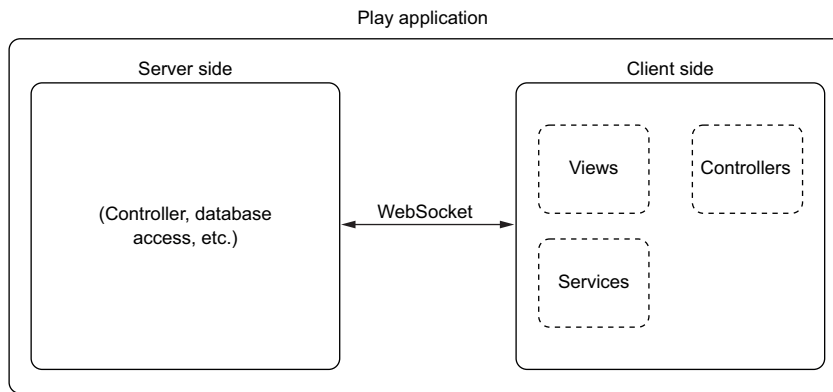 Play application
Server side
Client side
Views
Controllers
(Controller, database
access, etc.)
WebSocket
Services